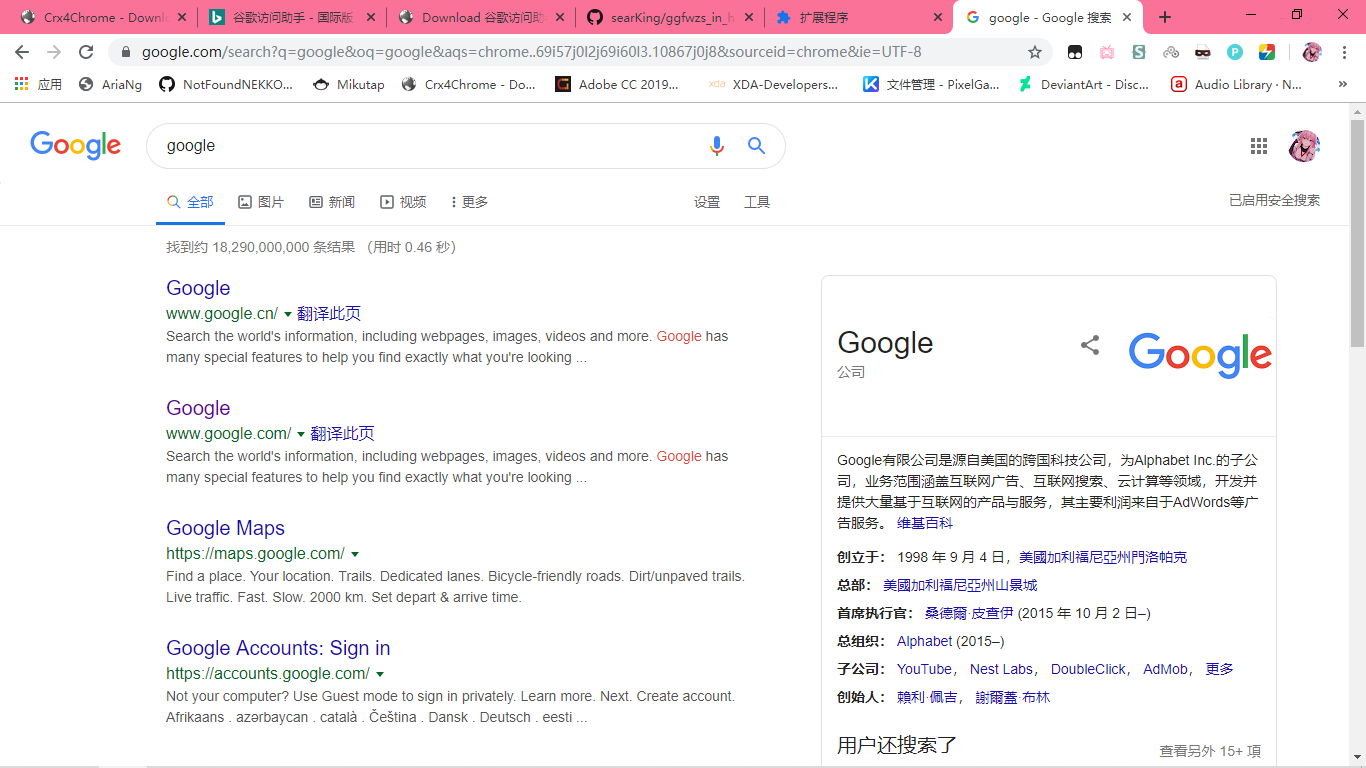 Crx4Chrome - Downl
谷歌访问助手 - 国际版
Download 谷歌访问助
searKing/ggfwzs_in_h
扩展程序
google - Google 搜索
google.com/search?q=google&oq=google&aqs=chrome..69i57j0l2j69i60l3.10867j0j8&sourceid=chrome&ie=UTF-8
应用
AriaNg
NotFoundNEKKO...
Mikutap
Crx4Chrome - Do...
Adobe CC 2019...
XDA-Developers...
文件管理 - PixelGa...
DeviantArt - Disc...
Audio Library · N...
»
Google
google
全部
图片
新闻
视频
更多
设置
工具
已启用安全搜索
找到约 18,290,000,000 条结果 （用时 0.46 秒）
Google
www.google.cn/ 翻译此页
Search the world's information, including webpages, images, videos and more. Google has
many special features to help you find exactly what you're looking ...
Google
www.google.com/ 翻译此页
Search the world's information, including webpages, images, videos and more. Google has
many special features to help you find exactly what you're looking ...
Google Maps
https://maps.google.com/
Find a place. Your location. Trails. Dedicated lanes. Bicycle-friendly roads. Dirt/unpaved trails.
Live traffic. Fast. Slow. 2000 km. Set depart & arrive time.
Google Accounts: Sign in
https://accounts.google.com/
Not your computer? Use Guest mode to sign in privately. Learn more. Next. Create account.
Afrikaans . azərbaycan . català . Čeština . Dansk . Deutsch . eesti ...
Google
公司
Google
Google有限公司是源自美国的跨国科技公司，为Alphabet Inc.的子公
司，业务范围涵盖互联网广告、互联网搜索、云计算等领域，开发并
提供大量基于互联网的产品与服务，其主要利润来自于AdWords等广
告服务。 维基百科
创立于： 1998 年 9 月 4 日，美國加利福尼亞州門洛帕克
总部： 美國加利福尼亞州山景城
首席执行官： 桑德爾·皮查伊 (2015 年 10 月 2 日–)
总组织： Alphabet (2015–)
子公司： YouTube， Nest Labs， DoubleClick， AdMob， 更多
创始人： 賴利·佩吉， 謝爾蓋·布林
用户还搜索了
查看另外 15+ 項